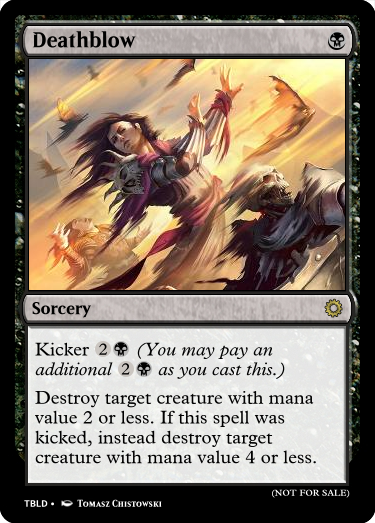 Deathblow
Sorcery
Kicker 2 (You may pay an
additional 2 as you cast this.)
Destroy target creature with mana
value 2 or less. If this spell was
kicked, instead destroy target
creature with mana value 4 or less.
(NOT FOR SALE)
TBLD • Tomasz Chistowski